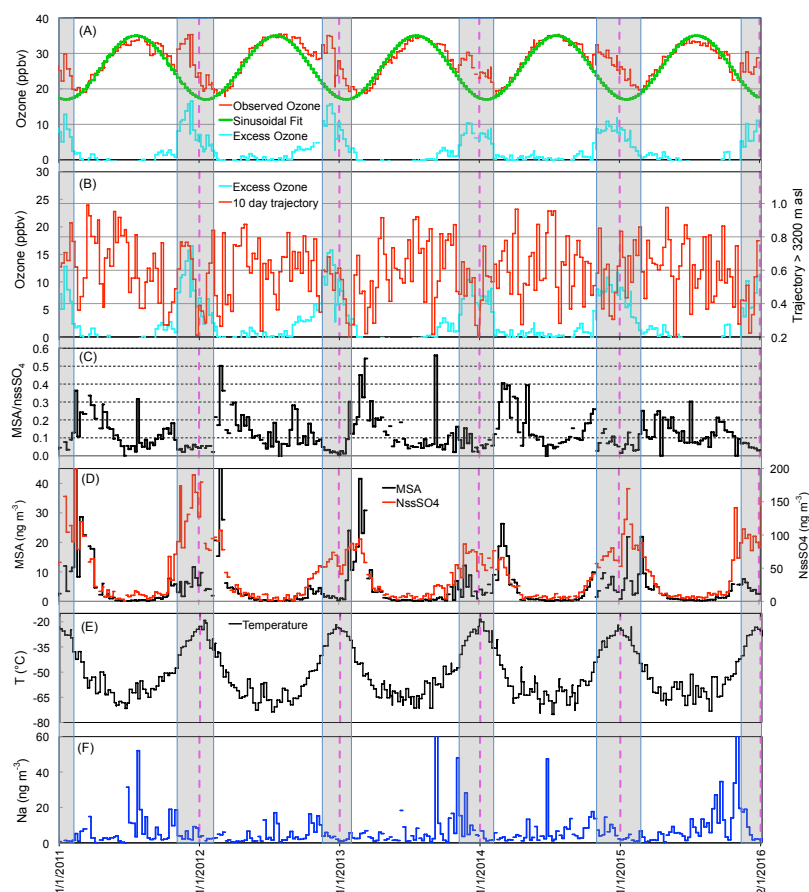 (A)
40
30
20
10
0
Ozone (ppbv)
Observed Ozone
Sinusoidal Fit
Excess Ozone
(B)
30
25
20
15
10
5
0
Ozone (ppbv)
Excess Ozone
10 day trajectory
1.0
0.8
0.6
0.4
0.2
Trajectory > 3200 m asl
(C)
0.6
0.5
0.4
0.3
0.2
0.1
0.0
MSA/nssSO4
(D)
40
30
20
10
0
MSA (ng m-3)
MSA
NssSO4
200
150
100
50
0
NssSO4 (ng m-3)
(E)
-20
-35
-50
-65
-80
T (°C)
Temperature
(F)
60
40
20
0
Na (ng m-3)
1/1/2011
1/1/2012
1/1/2013
1/1/2014
1/1/2015
2/1/2016